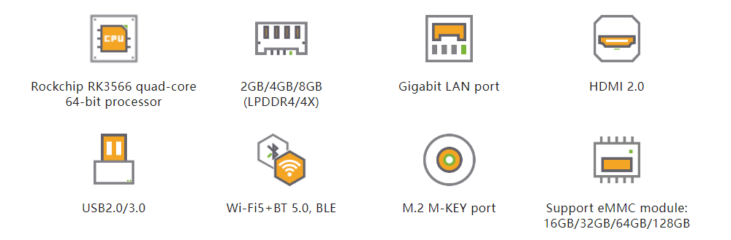 CPU
Rockchip RK3566 quad-core
64-bit processor
2GB/4GB/8GB
(LPDDR4/4X)
Gigabit LAN port
HDMI 2.0
USB2.0/3.0
Wi-Fi5+BT 5.0, BLE
M.2 M-KEY port
Support eMMC module:
16GB/32GB/64GB/128GB